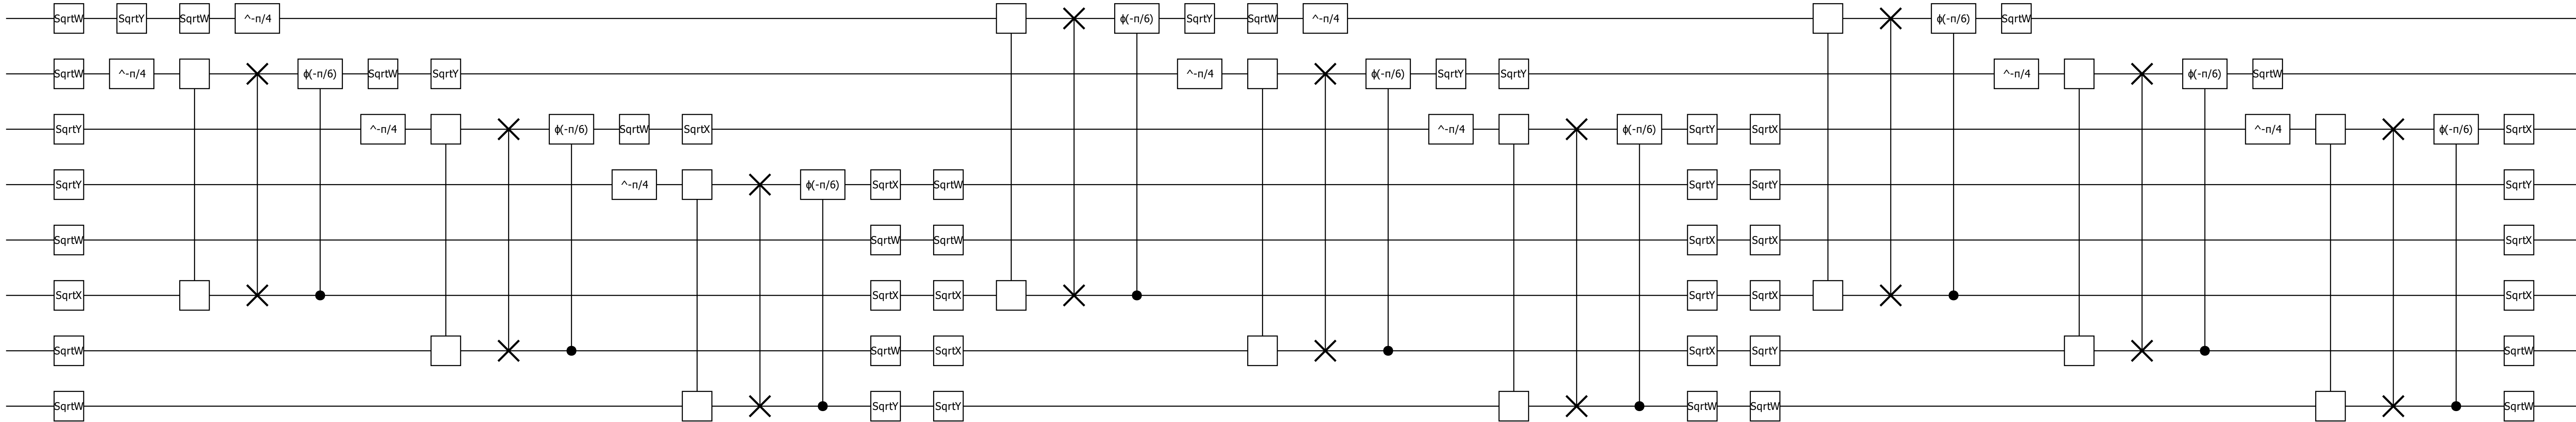 SqrtW SqrtY SqrtW ^-π/4 ϕ(-π/6) SqrtY SqrtW ^-π/4 ϕ(-π/6) SqrtW
SqrtW ^-π/4 ϕ(-π/6) SqrtW SqrtY ^-π/4 ϕ(-π/6) SqrtY SqrtY ^-π/4 ϕ(-π/6) SqrtW
SqrtY ^-π/4 ϕ(-π/6) SqrtW SqrtX ^-π/4 ϕ(-π/6) SqrtY SqrtX ^-π/4 ϕ(-π/6) SqrtX
SqrtY ^-π/4 ϕ(-π/6) SqrtX SqrtW SqrtY SqrtY SqrtY
SqrtW SqrtW SqrtW SqrtX SqrtX SqrtX
SqrtX SqrtX SqrtX SqrtY SqrtX SqrtX
SqrtW SqrtW SqrtX SqrtX SqrtY SqrtW
SqrtW SqrtY SqrtY SqrtW SqrtW SqrtW